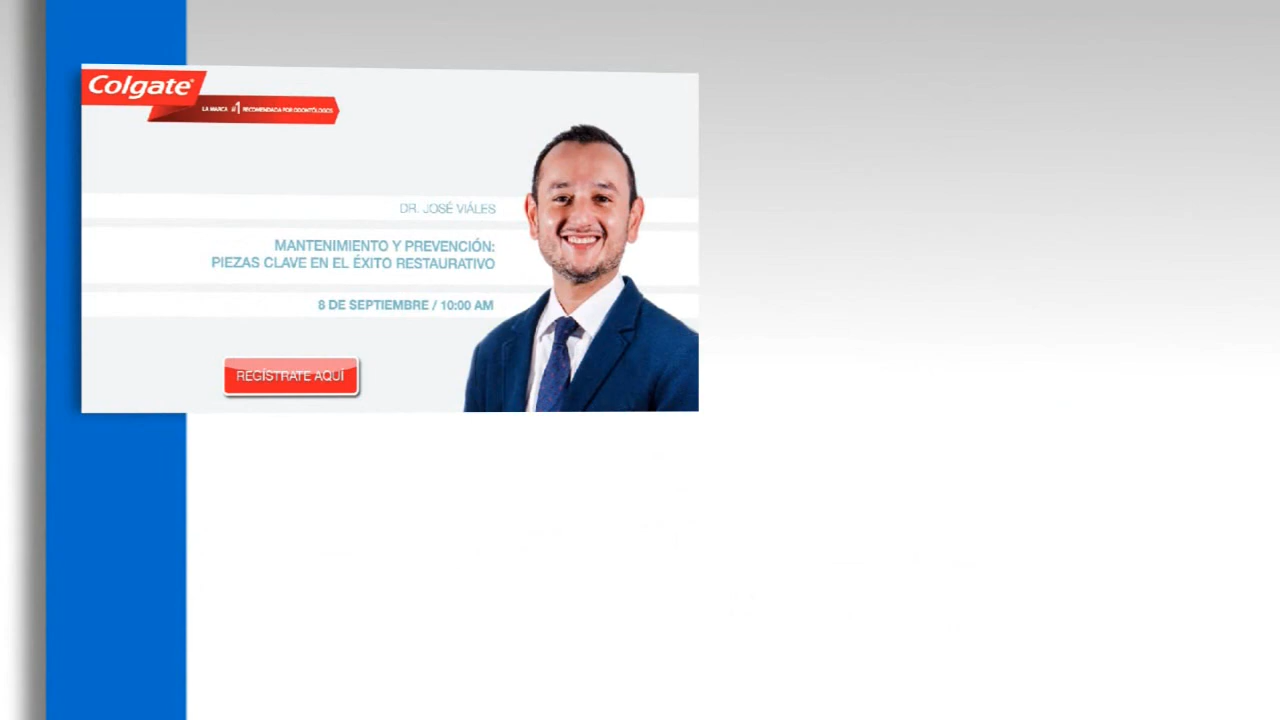 Colgate
LA MARCA #1 RECOMENDADA POR ODONTÓLOGOS
DR. JOSÉ VIÁLES
MANTENIMIENTO Y PREVENCIÓN:
PIEZAS CLAVE EN EL ÉXITO RESTAURATIVO
8 DE SEPTIEMBRE / 10:00 AM
REGÍSTRATE AQUÍ